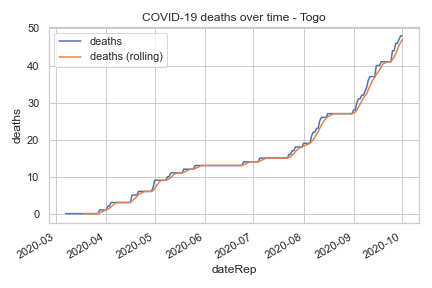 COVID-19 deaths over time - Togo
deaths
deaths (rolling)
50
40
30
20
10
0
deaths
2020-03
2020-04
2020-05
2020-06
2020-07
2020-08
2020-09
2020-10
dateRep